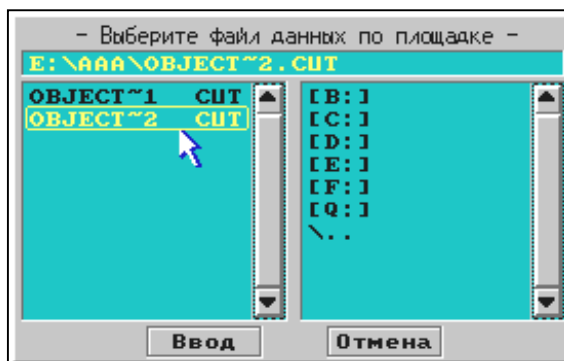 - Выберите файл данных по площадке -
E:\AAA\OBJECT~2.CUT
OBJECT~1 CUT
OBJECT~2 CUT
[B:]
[C:]
[D:]
[E:]
[F:]
[Q:]
\..
Ввод
Отмена